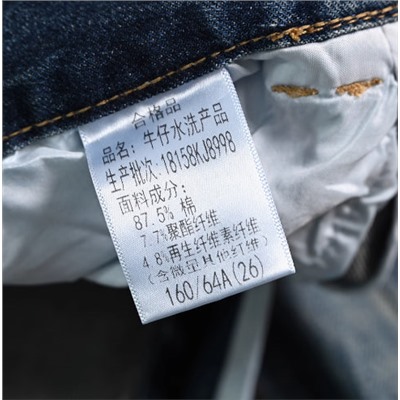 合格品
品名: 牛仔水洗产品
生产批次: 18158KJ8998
面料成分:
87.5% 棉
7.7%聚酯纤维
4.8%再生纤维素纤维
(含微量其他纤维)
160/64A(26)